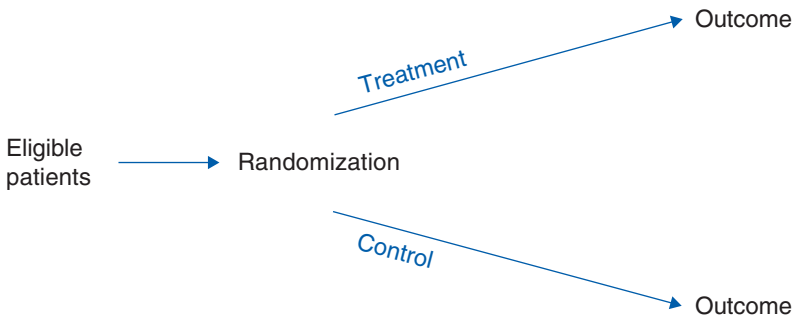 Outcome
Treatment
Eligible
patients
Randomization
Control
Outcome